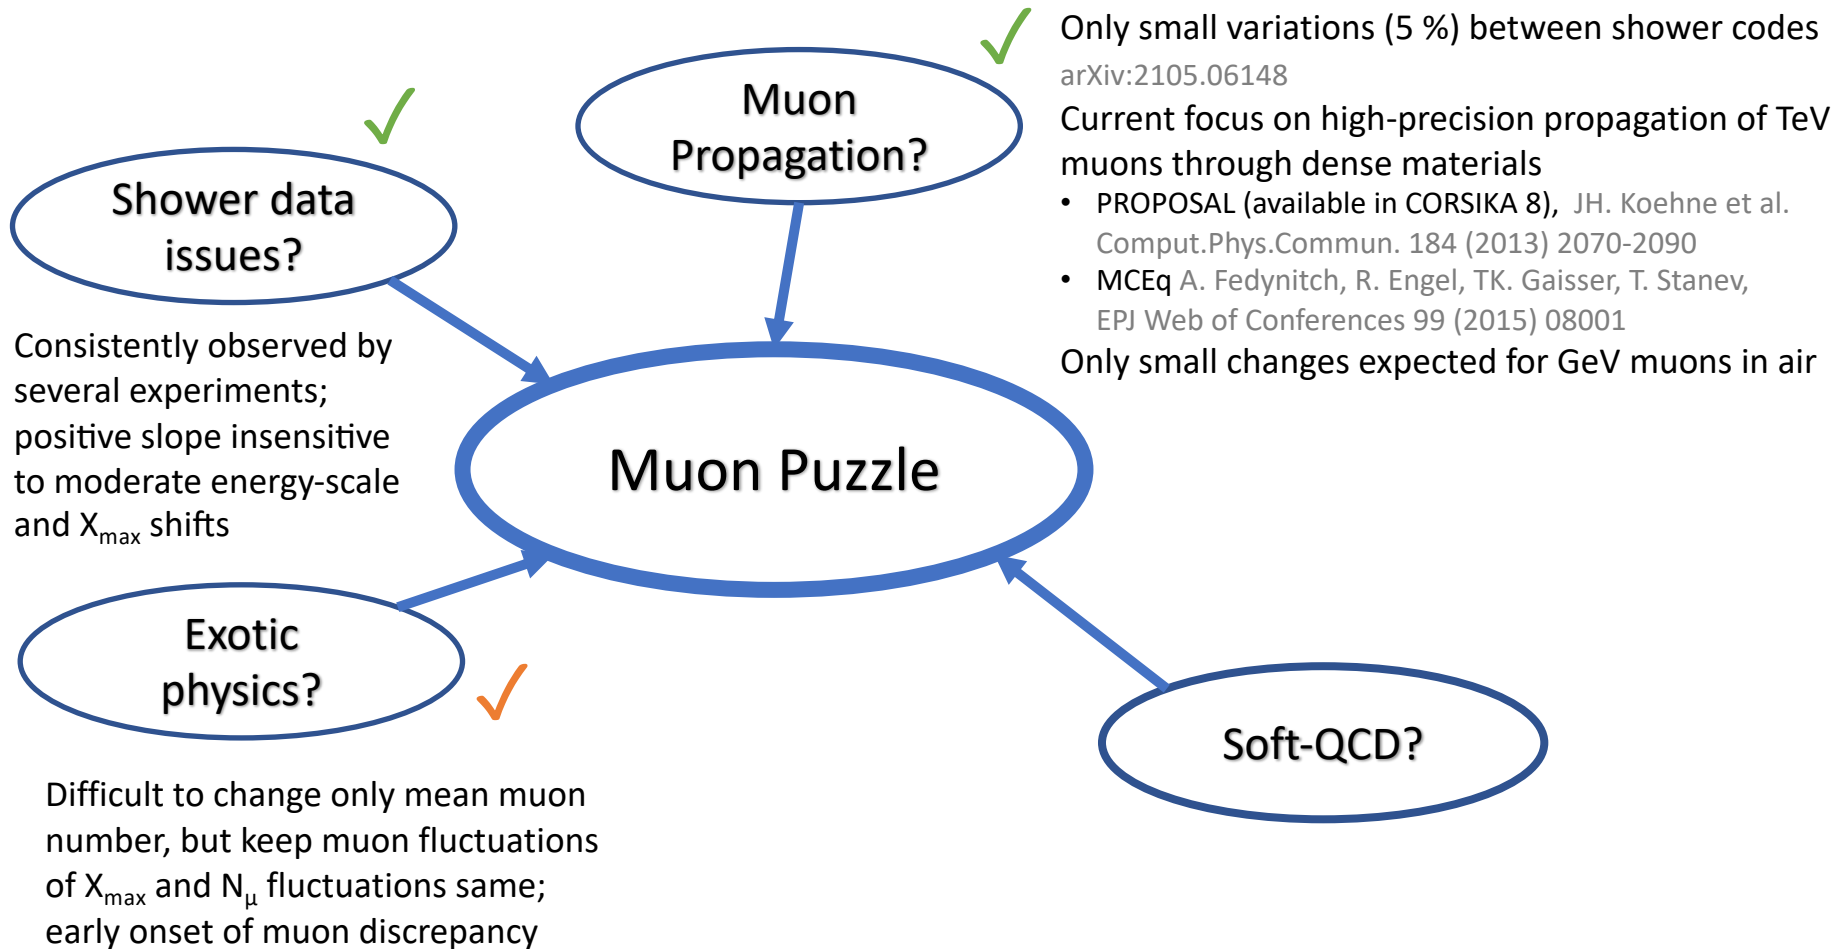 Only small variations (5 %) between shower codes
arXiv:2105.06148
Current focus on high-precision propagation of TeV
muons through dense materials
• PROPOSAL (available in CORSIKA 8), JH. Koehne et al.
Comput.Phys.Commun. 184 (2013) 2070-2090
• MCEq A. Fedynitch, R. Engel, TK. Gaisser, T. Stanev,
EPJ Web of Conferences 99 (2015) 08001
Only small changes expected for GeV muons in air
Muon
Propagation?
Shower data
issues?
Consistently observed by
several experiments;
positive slope insensitive
to moderate energy-scale
and Xmax shifts
Muon Puzzle
Exotic
physics?
Soft-QCD?
Difficult to change only mean muon
number, but keep muon fluctuations
of Xmax and Nμ fluctuations same;
early onset of muon discrepancy